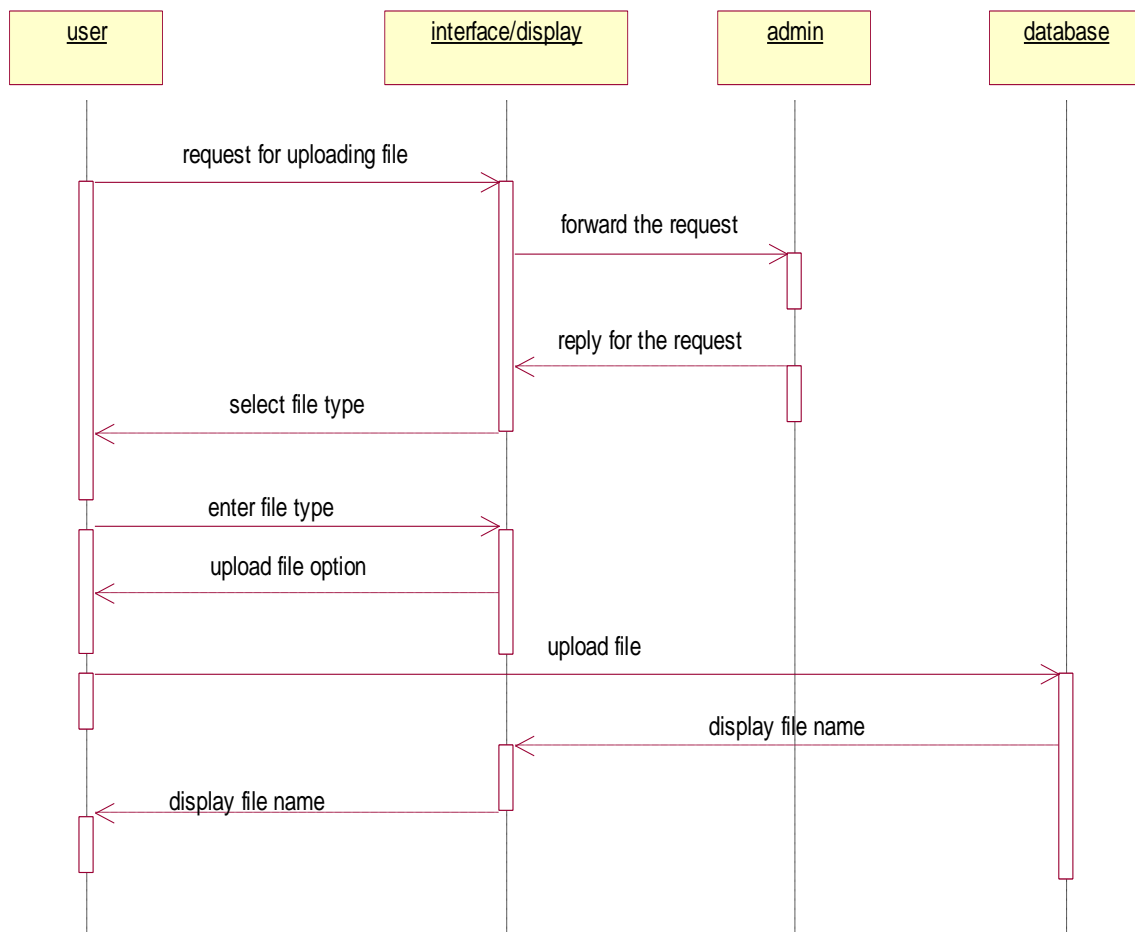 user
interface/display
admin
database
request for uploading file
forward the request
reply for the request
select file type
enter file type
upload file option
upload file
display file name
display file name